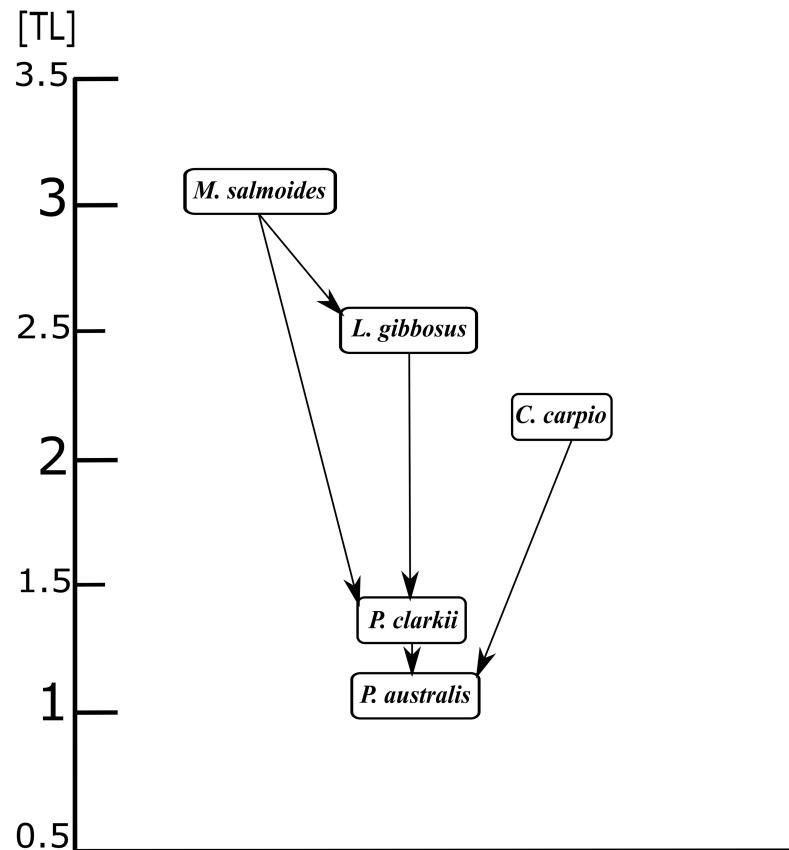 [TL]
3.5
3
M. salmoides
2.5
L. gibbosus
C. carpio
2
1.5
P. clarkii
P. australis
1
0.5